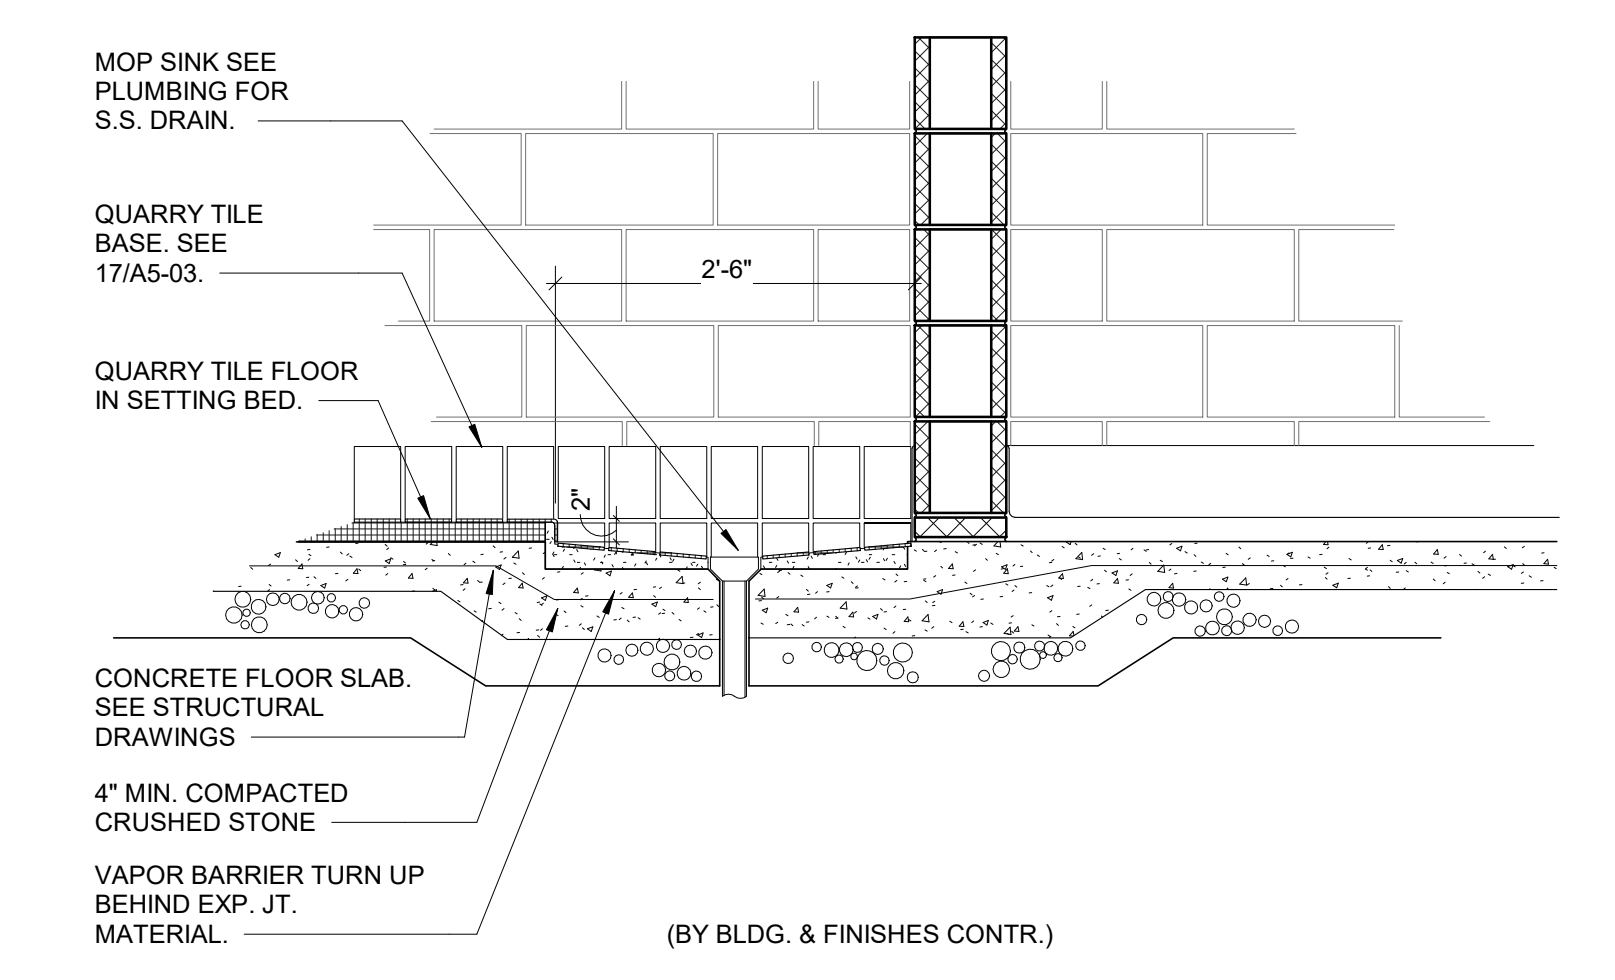 MOP SINK SEE
PLUMBING FOR
S.S. DRAIN.
QUARRY TILE
BASE. SEE
17/A5-03.
2'-6"
QUARRY TILE FLOOR
IN SETTING BED.
2"
CONCRETE FLOOR SLAB.
SEE STRUCTURAL
DRAWINGS
4" MIN. COMPACTED
CRUSHED STONE
VAPOR BARRIER TURN UP
BEHIND EXP. JT.
MATERIAL.
(BY BLDG. & FINISHES CONTR.)